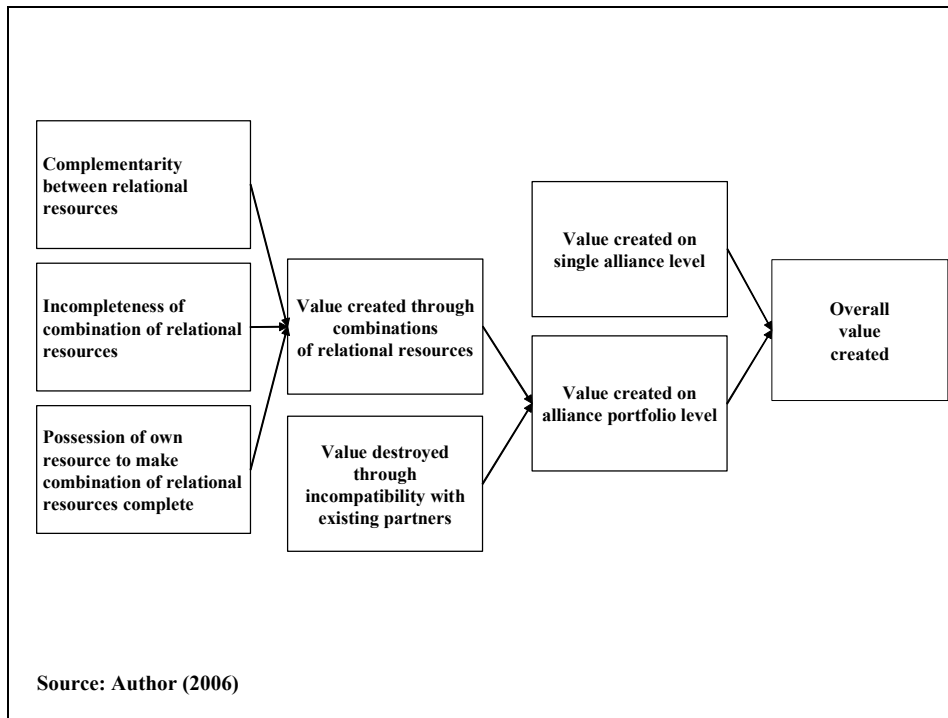 Complementarity
between relational
resources
Incompleteness of
combination of relational
resources
Possession of own
resource to make
combination of relational
resources complete
Value created through
combinations
of relational resources
Value destroyed
through
incompatibility with
existing partners
Value created on
single alliance level
Value created on
alliance portfolio level
Overall
value
created
Source: Author (2006)